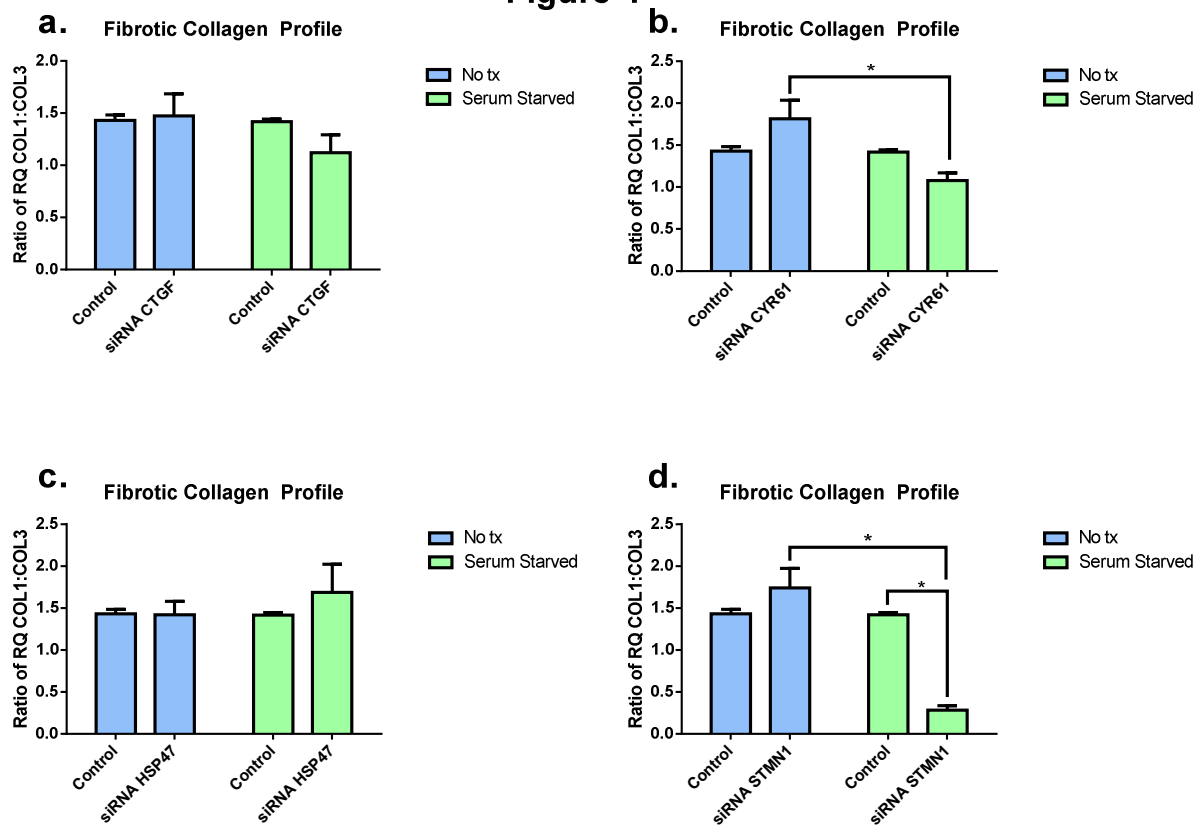 a.
Fibrotic Collagen Profile
Ratio of RQ COL1:COL3
2.0
1.5
1.0
0.5
0.0
Control
siRNA CTGF
Control
siRNA CTGF
No tx
Serum Starved
b.
Fibrotic Collagen Profile
Ratio of RQ COL1:COL3
2.5
2.0
1.5
1.0
0.5
0.0
*
Control
siRNA CYR61
Control
siRNA CYR61
No tx
Serum Starved
c.
Fibrotic Collagen Profile
Ratio of RQ COL1:COL3
2.5
2.0
1.5
1.0
0.5
0.0
Control
siRNA HSP47
Control
siRNA HSP47
No tx
Serum Starved
d.
Fibrotic Collagen Profile
Ratio of RQ COL1:COL3
2.5
2.0
1.5
1.0
0.5
0.0
*
*
Control
siRNA STMN1
Control
siRNA STMN1
No tx
Serum Starved